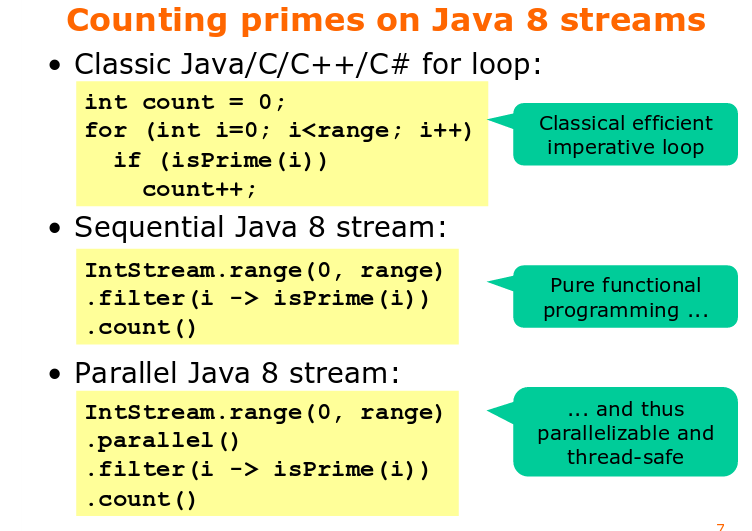 Counting primes on Java 8 streams
• Classic Java/C/C++/C# for loop:
int count = 0;
for (int i=0; i<range; i++)
  if (isPrime(i))
    count++;
Classical efficient
imperative loop
• Sequential Java 8 stream:
IntStream.range(0, range)
.filter(i -> isPrime(i))
.count()
Pure functional
programming ...
• Parallel Java 8 stream:
IntStream.range(0, range)
.parallel()
.filter(i -> isPrime(i))
.count()
... and thus
parallelizable and
thread-safe
7